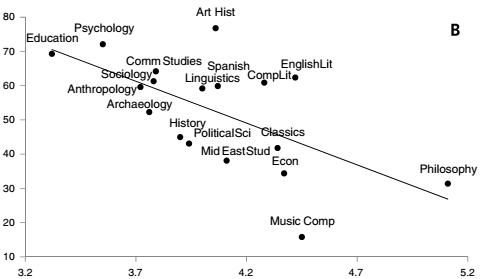 B
80
70
60
50
40
30
20
10
Art Hist
Psychology
Education
Comm Studies
Spanish
EnglishLit
Sociology
Linguistics
CompLit
Anthropology
Archaeology
History
PoliticalSci
Classics
Mid EastStud
Econ
Philosophy
Music Comp
3.2
3.7
4.2
4.7
5.2